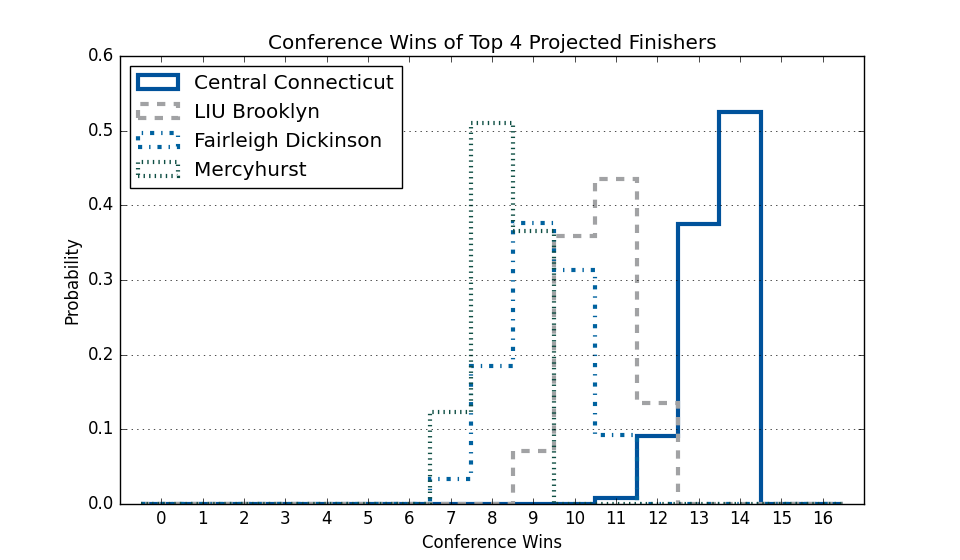 Conference Wins of Top 4 Projected Finishers
0.6
0.5
0.4
0.3
0.2
0.1
0.0
Probability
Central Connecticut
LIU Brooklyn
Fairleigh Dickinson
Mercyhurst
0 1 2 3 4 5 6 7 8 9 10 11 12 13 14 15 16
Conference Wins